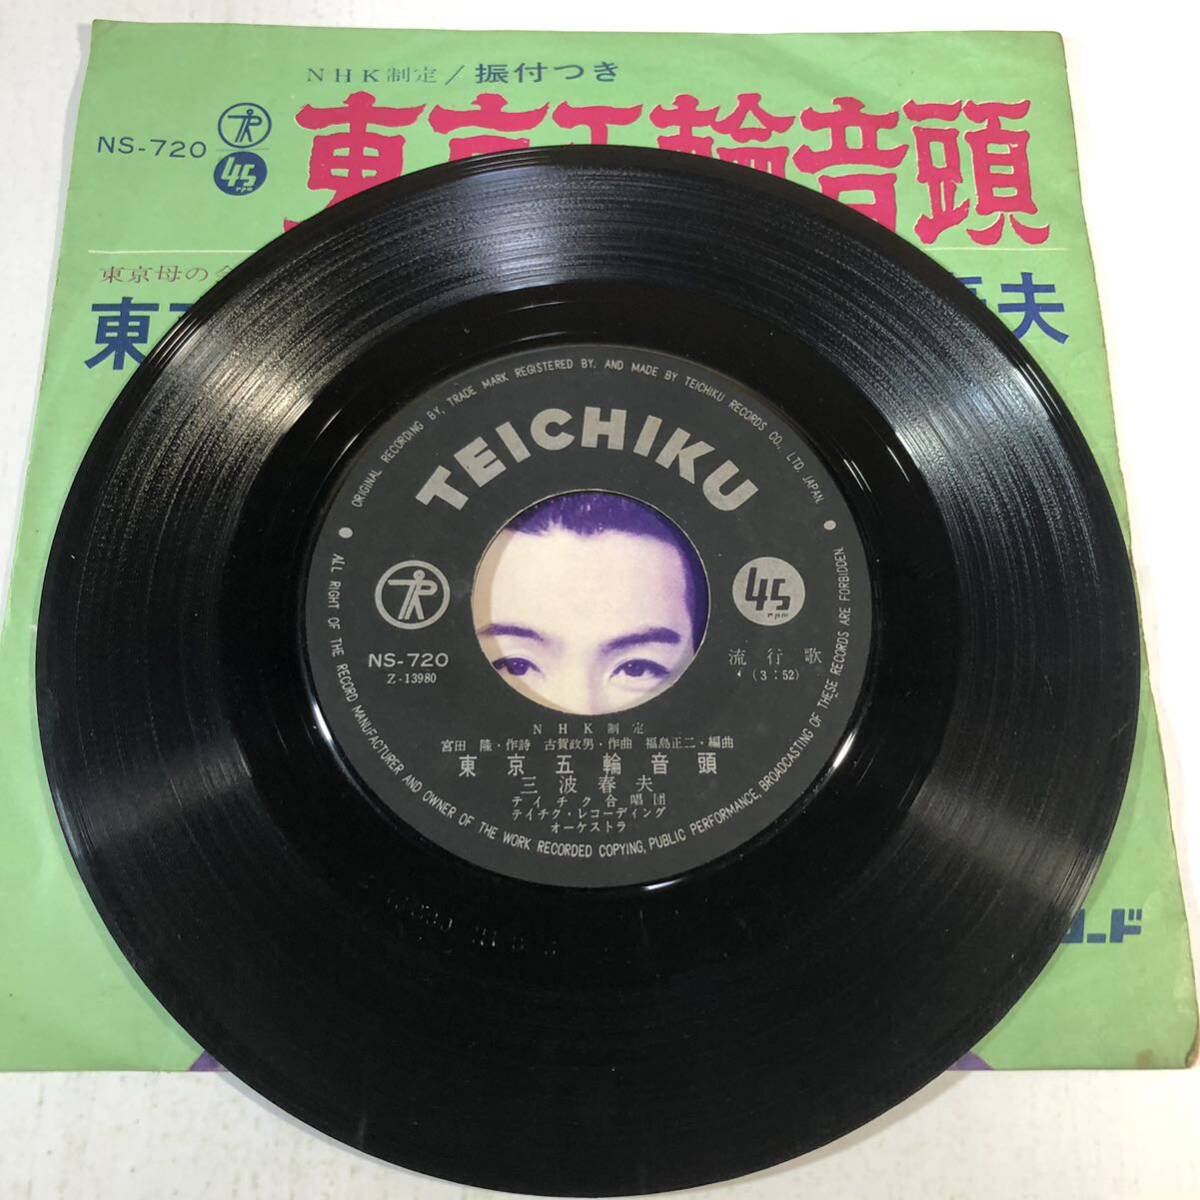 NHK制定/振付つき
NS-720
45
rpm
東京五輪音頭
東京母の
東
夫
ORIGINAL RECORDING BY, TRADE MARK REGISTERED BY, AND MADE BY TEICHIKU RECORDS CO., LTD. JAPAN.
TEICHIKU
45
rpm
NS-720
Z-13980
流行歌
(3:52)
NHK制定
宮田 隆・作詩 古賀政男・作曲 福島正二・編曲
東京五輪音頭
三波春夫
テイチク合唱団
テイチク・レコーディング
オーケストラ
ALL RIGHT OF THE RECORD MANUFACTURER AND OWNER OF THE WORK RECORDED COPYING, PUBLIC PERFORMANCE, BROADCASTING OF THESE RECORDS ARE FORBIDDEN.
コード